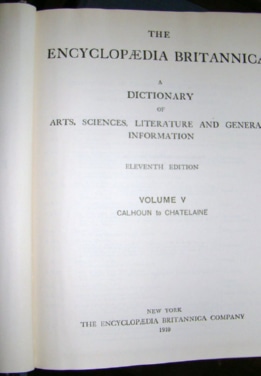 THE
ENCYCLOPÆDIA BRITANNICA
A
DICTIONARY
OF
ARTS, SCIENCES, LITERATURE AND GENERAL
INFORMATION
ELEVENTH EDITION
VOLUME V
CALHOUN to CHATELAINE
NEW YORK
THE ENCYCLOPÆDIA BRITANNICA COMPANY
1910